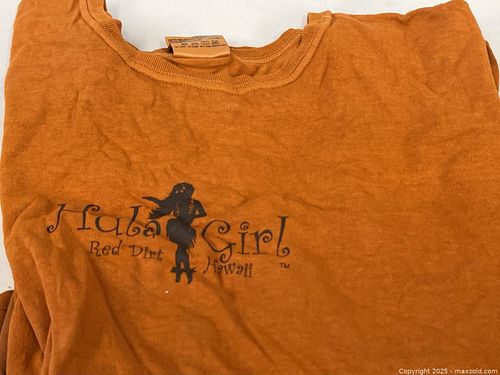 Hula Girl
Red Dirt Hawaii ™
Copyright © 2025 - maxsold.com